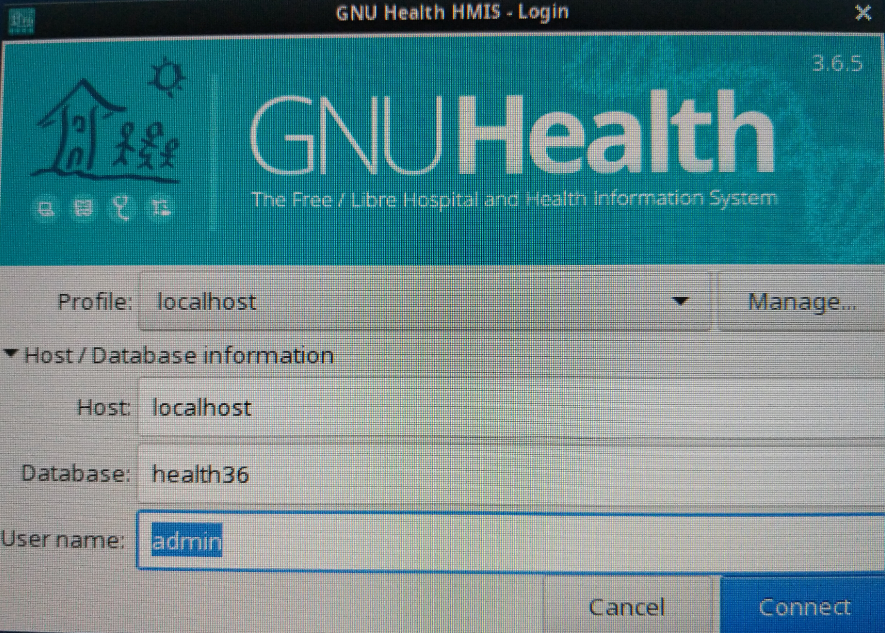 GNU Health HMIS - Login
3.6.5
GNUHealth
The Free / Libre Hospital and Health Information System
Profile: localhost Manage...
Host / Database information
Host: localhost
Database: health36
User name: admin
Cancel Connect